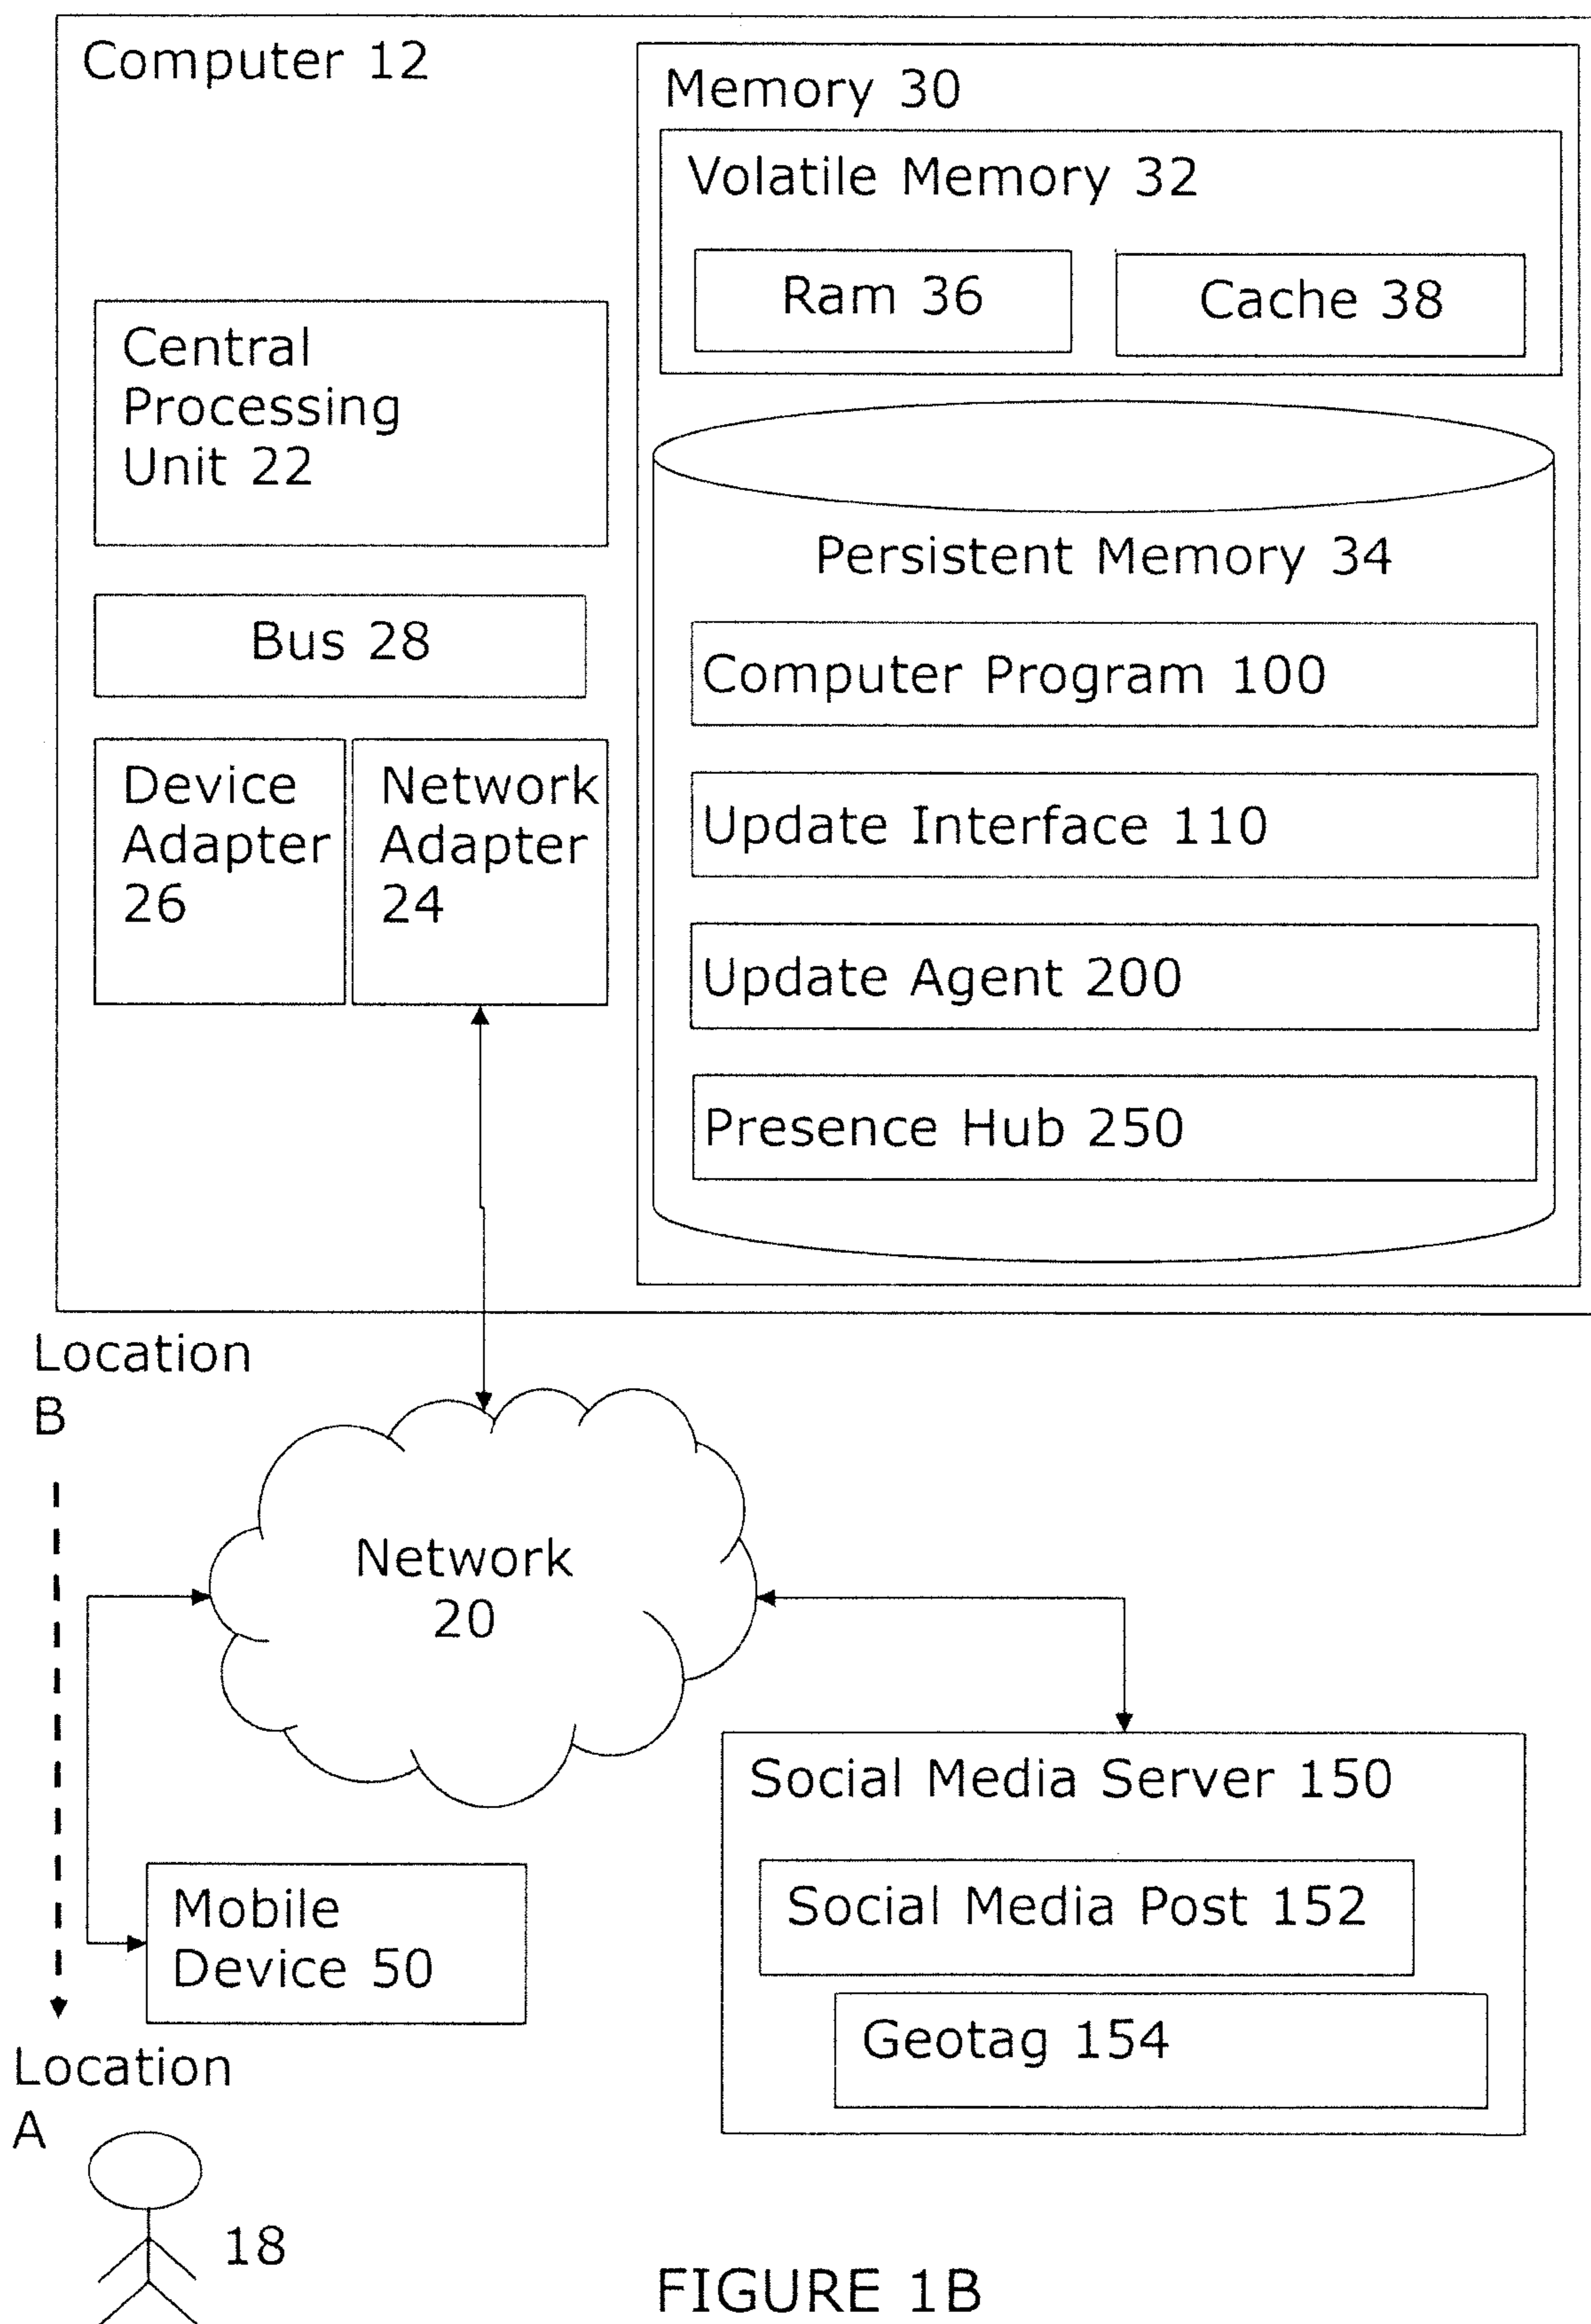 Computer 12
Memory 30
Volatile Memory 32
Ram 36
Cache 38
Central
Processing
Unit 22
Persistent Memory 34
Bus 28
Computer Program 100
Device
Adapter
26
Network
Adapter
24
Update Interface 110
Update Agent 200
Presence Hub 250
Location
B
Network
20
Social Media Server 150
Social Media Post 152
Geotag 154
Mobile
Device 50
Location
A
18
FIGURE 1B